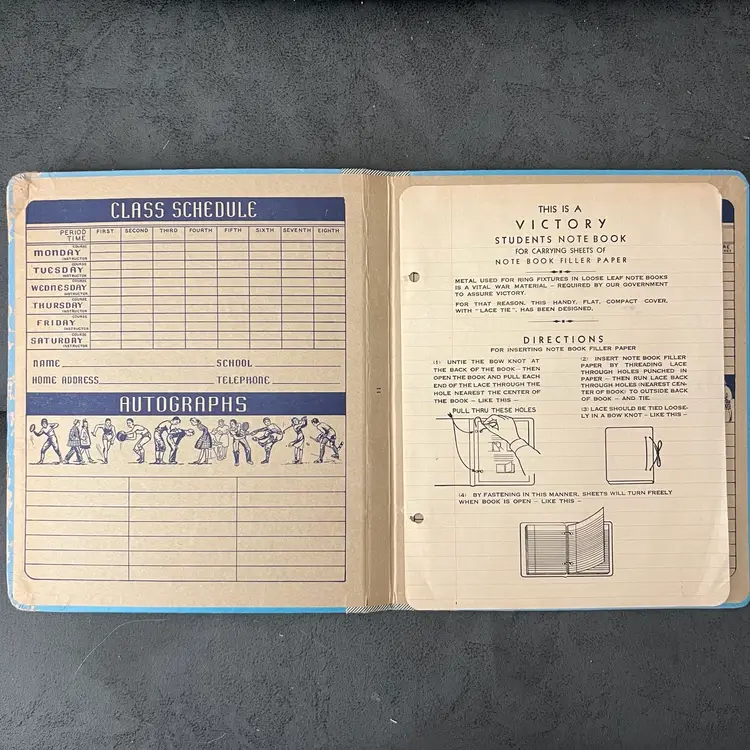 CLASS SCHEDULE
PERIOD FIRST SECOND THIRD FOURTH FIFTH SIXTH SEVENTH EIGHTH
TIME
COURSE
MONDAY
INSTRUCTOR
COURSE
TUESDAY
INSTRUCTOR
COURSE
WEDNESDAY
INSTRUCTOR
COURSE
THURSDAY
INSTRUCTOR
COURSE
FRIDAY
INSTRUCTOR
COURSE
SATURDAY
INSTRUCTOR
NAME SCHOOL
HOME ADDRESS TELEPHONE
AUTOGRAPHS
THIS IS A
VICTORY
STUDENTS NOTE BOOK
FOR CARRYING SHEETS OF
NOTE BOOK FILLER PAPER
METAL USED FOR RING FIXTURES IN LOOSE LEAF NOTE BOOKS
IS A VITAL WAR MATERIAL – REQUIRED BY OUR GOVERNMENT
TO ASSURE VICTORY.
FOR THAT REASON, THIS HANDY, FLAT, COMPACT COVER,
WITH "LACE TIE", HAS BEEN DESIGNED.
DIRECTIONS
FOR INSERTING NOTE BOOK FILLER PAPER
(1) UNTIE THE BOW KNOT AT
THE BACK OF THE BOOK – THEN
OPEN THE BOOK AND PULL EACH
END OF THE LACE THROUGH THE
HOLE NEAREST THE CENTER OF
THE BOOK – LIKE THIS –
PULL THRU THESE HOLES
(2) INSERT NOTE BOOK FILLER
PAPER BY THREADING LACE
THROUGH HOLES PUNCHED IN
PAPER – THEN RUN LACE BACK
THROUGH HOLES (NEAREST CEN-
TER OF BOOK) TO OUTSIDE OF
BOOK – AND TIE.
(3) LACE SHOULD BE TIED LOOSE-
LY IN A BOW KNOT – LIKE THIS –
(4) BY FASTENING IN THIS MANNER, SHEETS WILL TURN FREELY
WHEN BOOK IS OPEN – LIKE THIS –